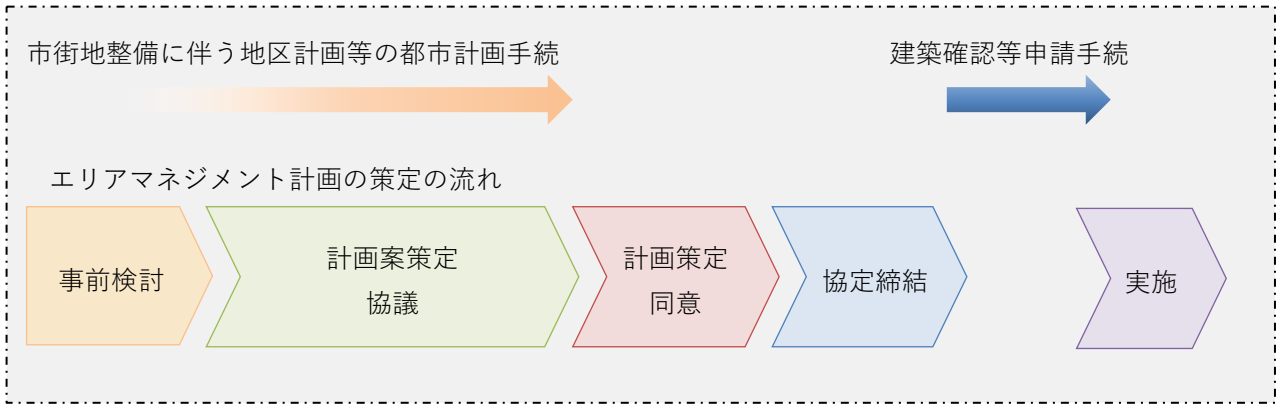 市街地整備に伴う地区計画等の都市計画手続
建築確認等申請手続
エリアマネジメント計画の策定の流れ
事前検討
計画案策定
協議
計画策定
同意
協定締結
実施